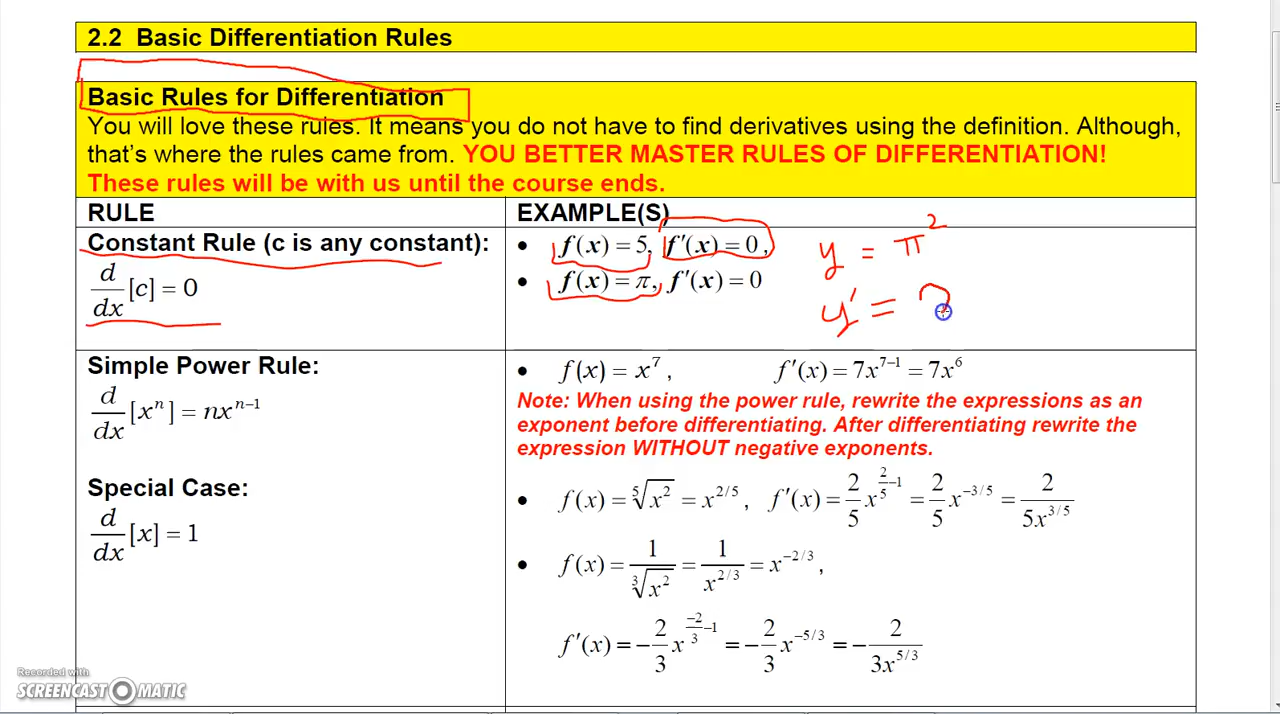 2.2 Basic Differentiation Rules
Basic Rules for Differentiation
You will love these rules. It means you do not have to find derivatives using the definition. Although,
that's where the rules came from. YOU BETTER MASTER RULES OF DIFFERENTIATION!
These rules will be with us until the course ends.
RULE
EXAMPLE(S)
Constant Rule (c is any constant):
d/dx [c] = 0
• f(x) = 5, f'(x) = 0,
• f(x) = π, f'(x) = 0
y = π²
y' =
Simple Power Rule:
d/dx [xⁿ] = nxⁿ⁻¹
Special Case:
d/dx [x] = 1
• f(x) = x⁷, f'(x) = 7x⁷⁻¹ = 7x⁶
Note: When using the power rule, rewrite the expressions as an
exponent before differentiating. After differentiating rewrite the
expression WITHOUT negative exponents.
• f(x) = ⁵√x² = x^(2/5), f'(x) = 2/5 x^(2/5 −1) = 2/5 x^(−3/5) = 2/(5x^(3/5))
• f(x) = 1/³√x² = 1/x^(2/3) = x^(−2/3),
f'(x) = −2/3 x^(−2/3 −1) = −2/3 x^(−5/3) = −2/(3x^(5/3))
Recorded with
SCREENCAST MATIC